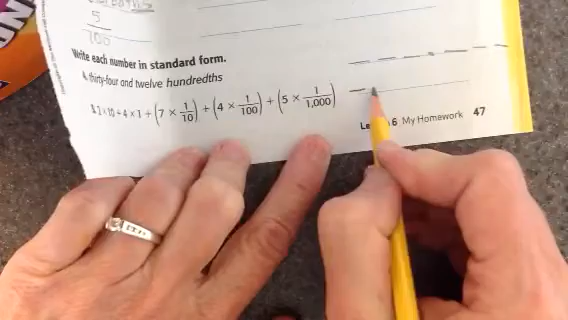 5
100
Write each number in standard form.
4. thirty-four and twelve hundredths
5. 3 × 10 + 4 × 1 + (7 × 1/10) + (4 × 1/100) + (5 × 1/1,000)
6 My Homework 47